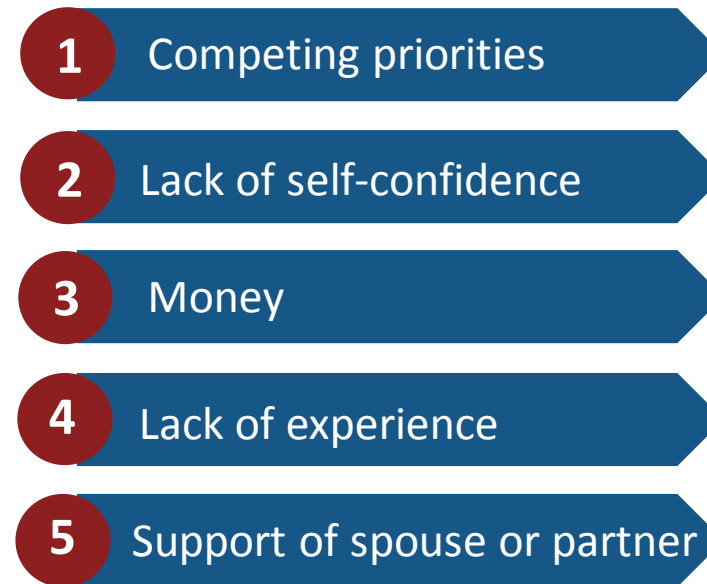 1 Competing priorities
2 Lack of self-confidence
3 Money
4 Lack of experience
5 Support of spouse or partner